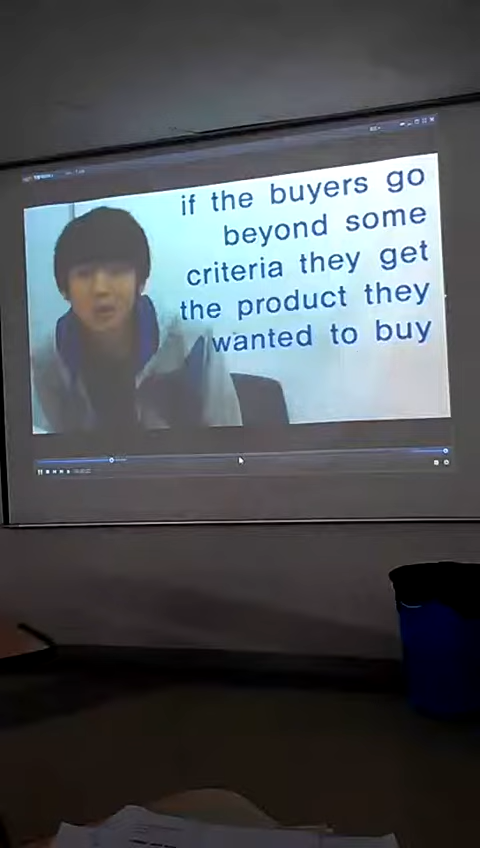 if the buyers go
beyond some
criteria they get
the product they
wanted to buy